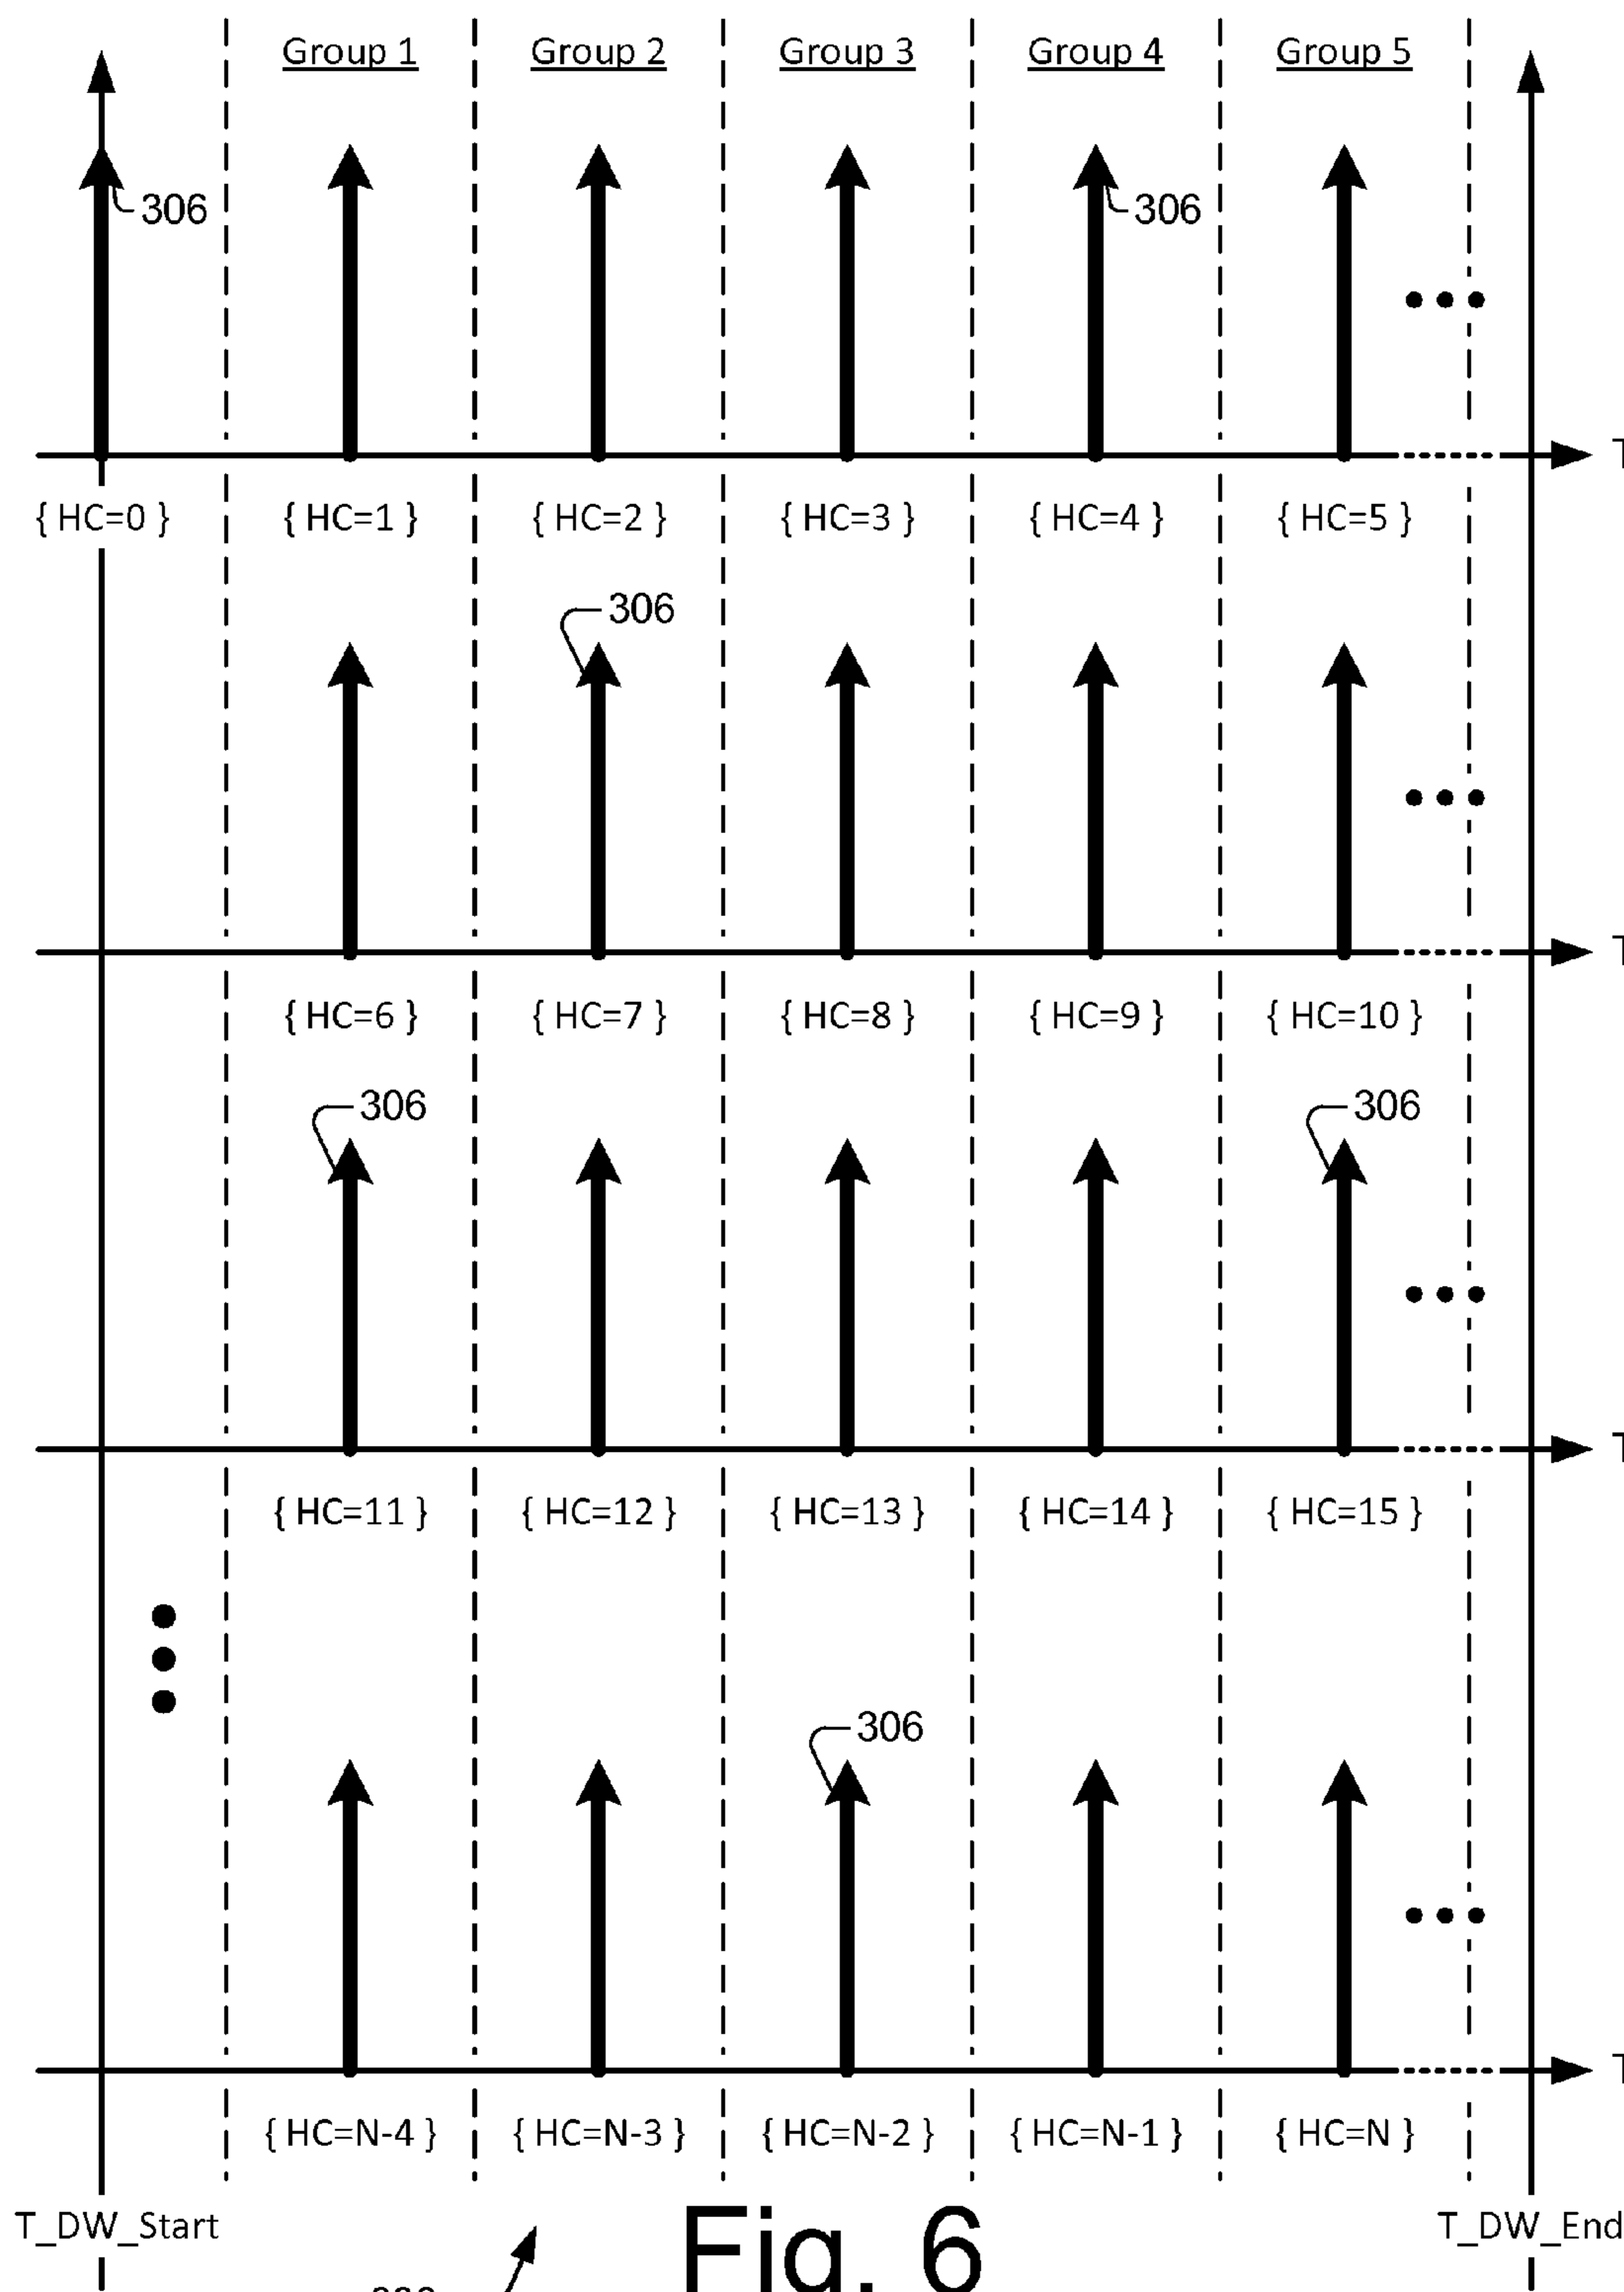 Group 1 Group 2 Group 3 Group 4 Group 5
306 306
T
{ HC=0 } { HC=1 } { HC=2 } { HC=3 } { HC=4 } { HC=5 }
306
T
{ HC=6 } { HC=7 } { HC=8 } { HC=9 } { HC=10 }
306 306
T
{ HC=11 } { HC=12 } { HC=13 } { HC=14 } { HC=15 }
306
T
{ HC=N-4 } { HC=N-3 } { HC=N-2 } { HC=N-1 } { HC=N }
T_DW_Start T_DW_End
Fig. 6